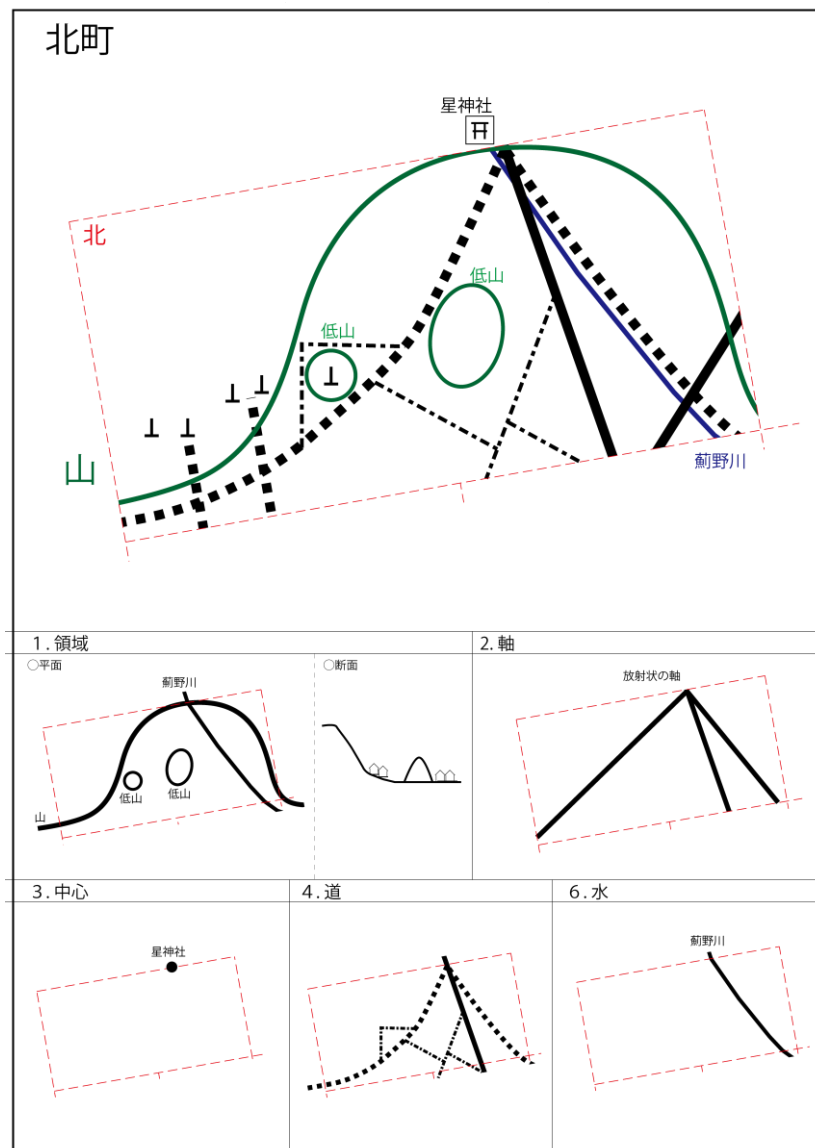 北町
星神社
北
低山
低山
山
薊野川
1. 領域
2. 軸
○平面
○断面
薊野川
低山
低山
山
放射状の軸
3. 中心
4. 道
6. 水
星神社
薊野川